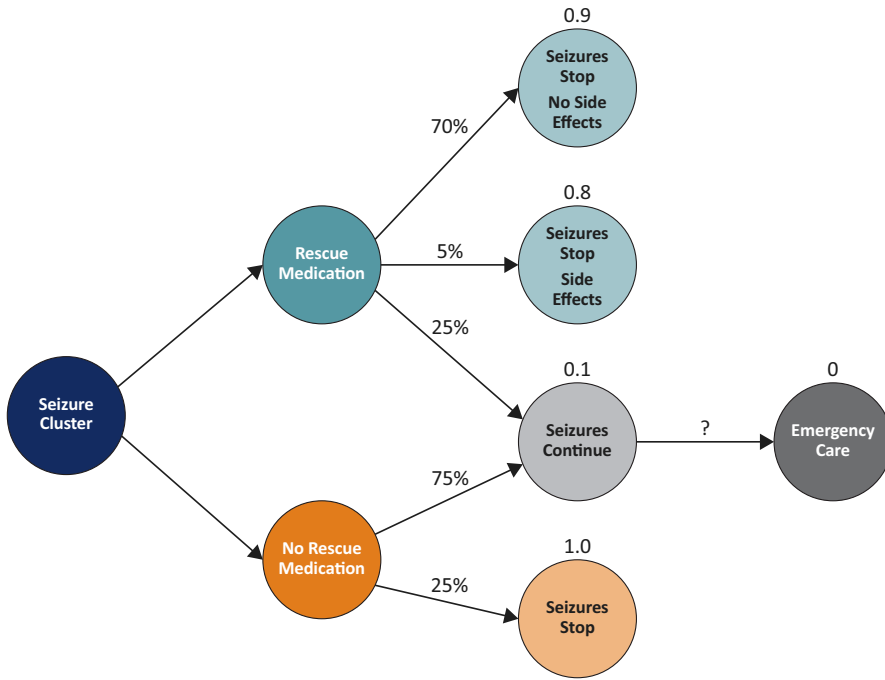 0.9
Seizures
Stop
No Side
Effects
70%
0.8
Seizures
Stop
Side
Effects
Rescue
Medication
5%
25%
0.1
0
Seizure
Cluster
Seizures
Continue
?
Emergency
Care
75%
No Rescue
Medication
25%
1.0
Seizures
Stop